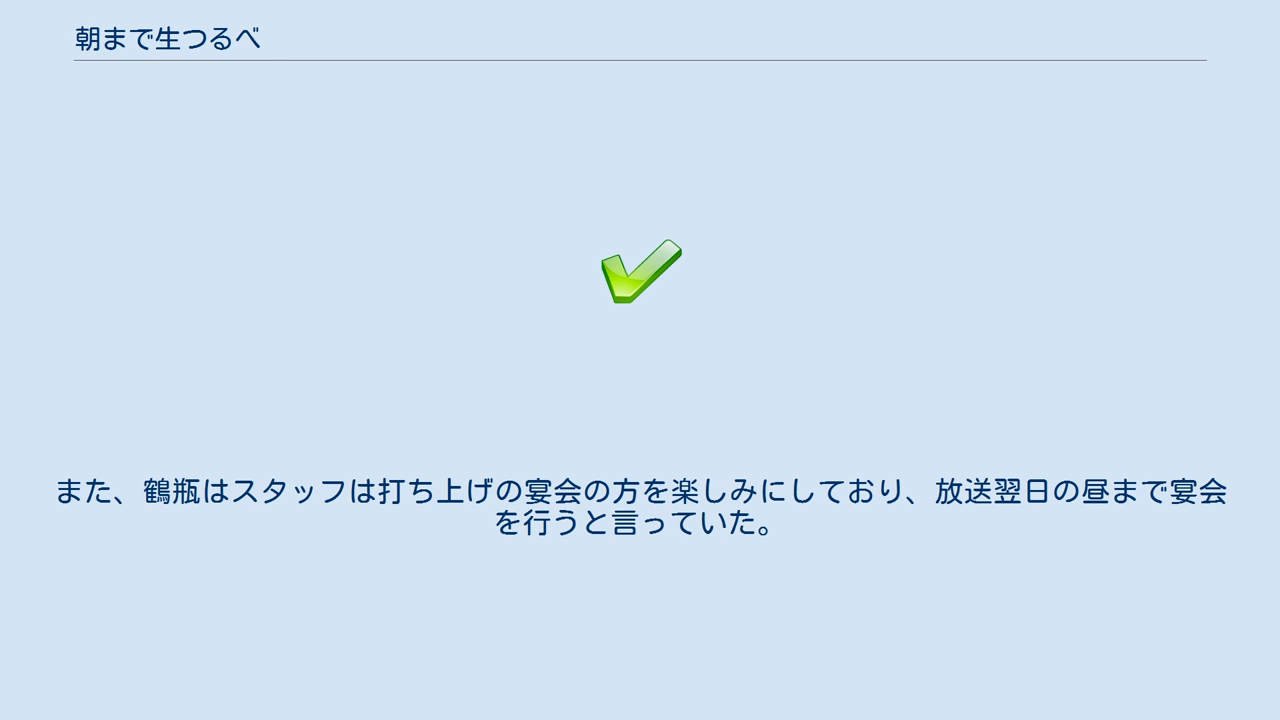 朝まで生つるべ
また、鶴瓶はスタッフは打ち上げの宴会の方を楽しみにしており、放送翌日の昼まで宴会
を行うと言っていた。